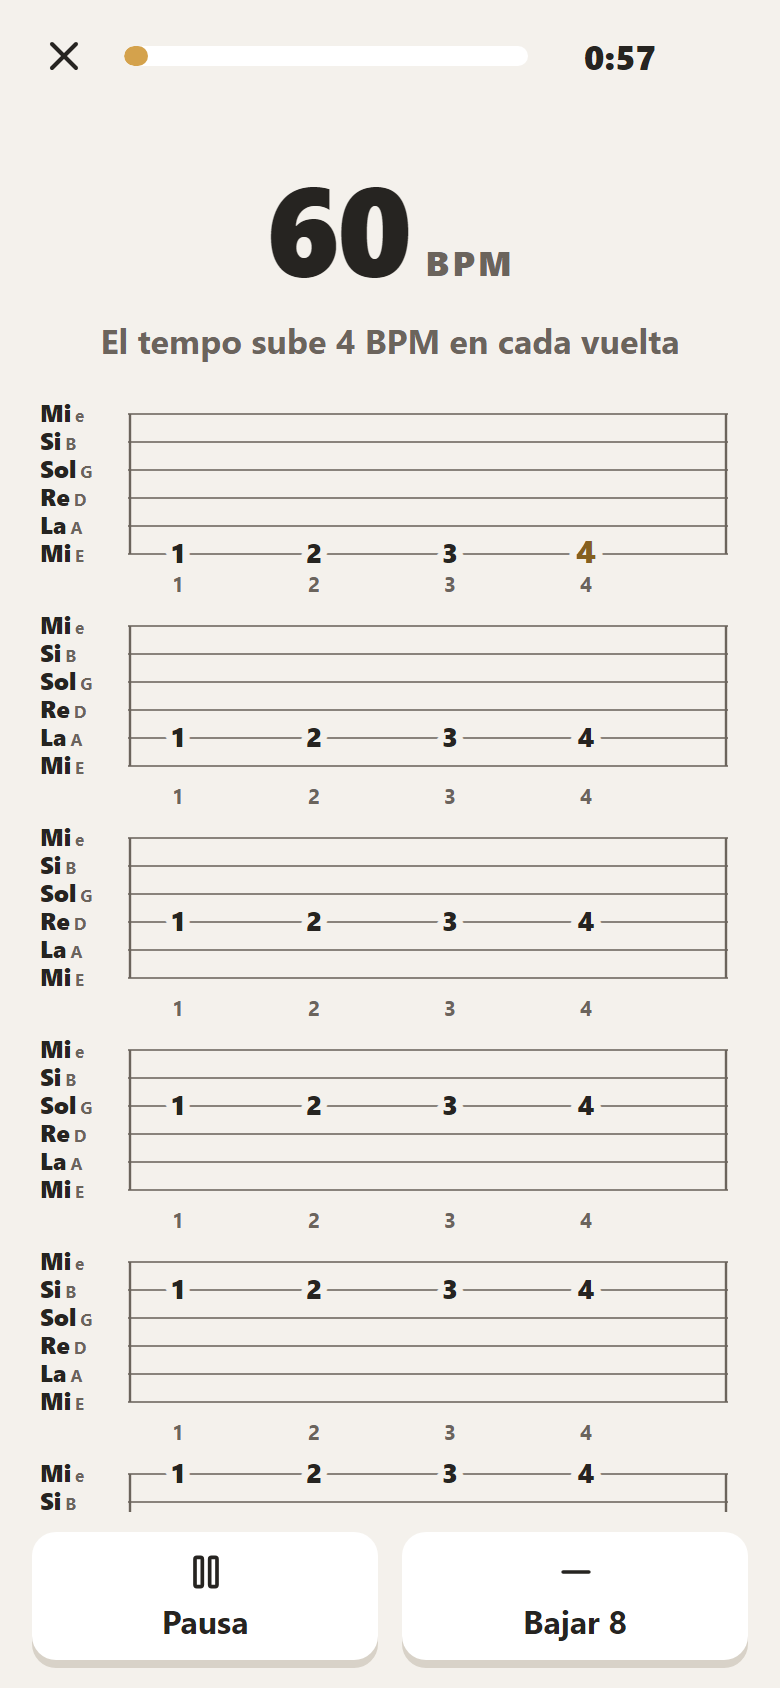 0:57
60 BPM
El tempo sube 4 BPM en cada vuelta
Mi e
Si B
Sol G
Re D
La A
Mi E 1 2 3 4
1 2 3 4
Mi e
Si B
Sol G
Re D
La A 1 2 3 4
Mi E
1 2 3 4
Mi e
Si B
Sol G
Re D 1 2 3 4
La A
Mi E
1 2 3 4
Mi e
Si B
Sol G 1 2 3 4
Re D
La A
Mi E
1 2 3 4
Mi e
Si B 1 2 3 4
Sol G
Re D
La A
Mi E
1 2 3 4
Mi e 1 2 3 4
Si B
Pausa
Bajar 8